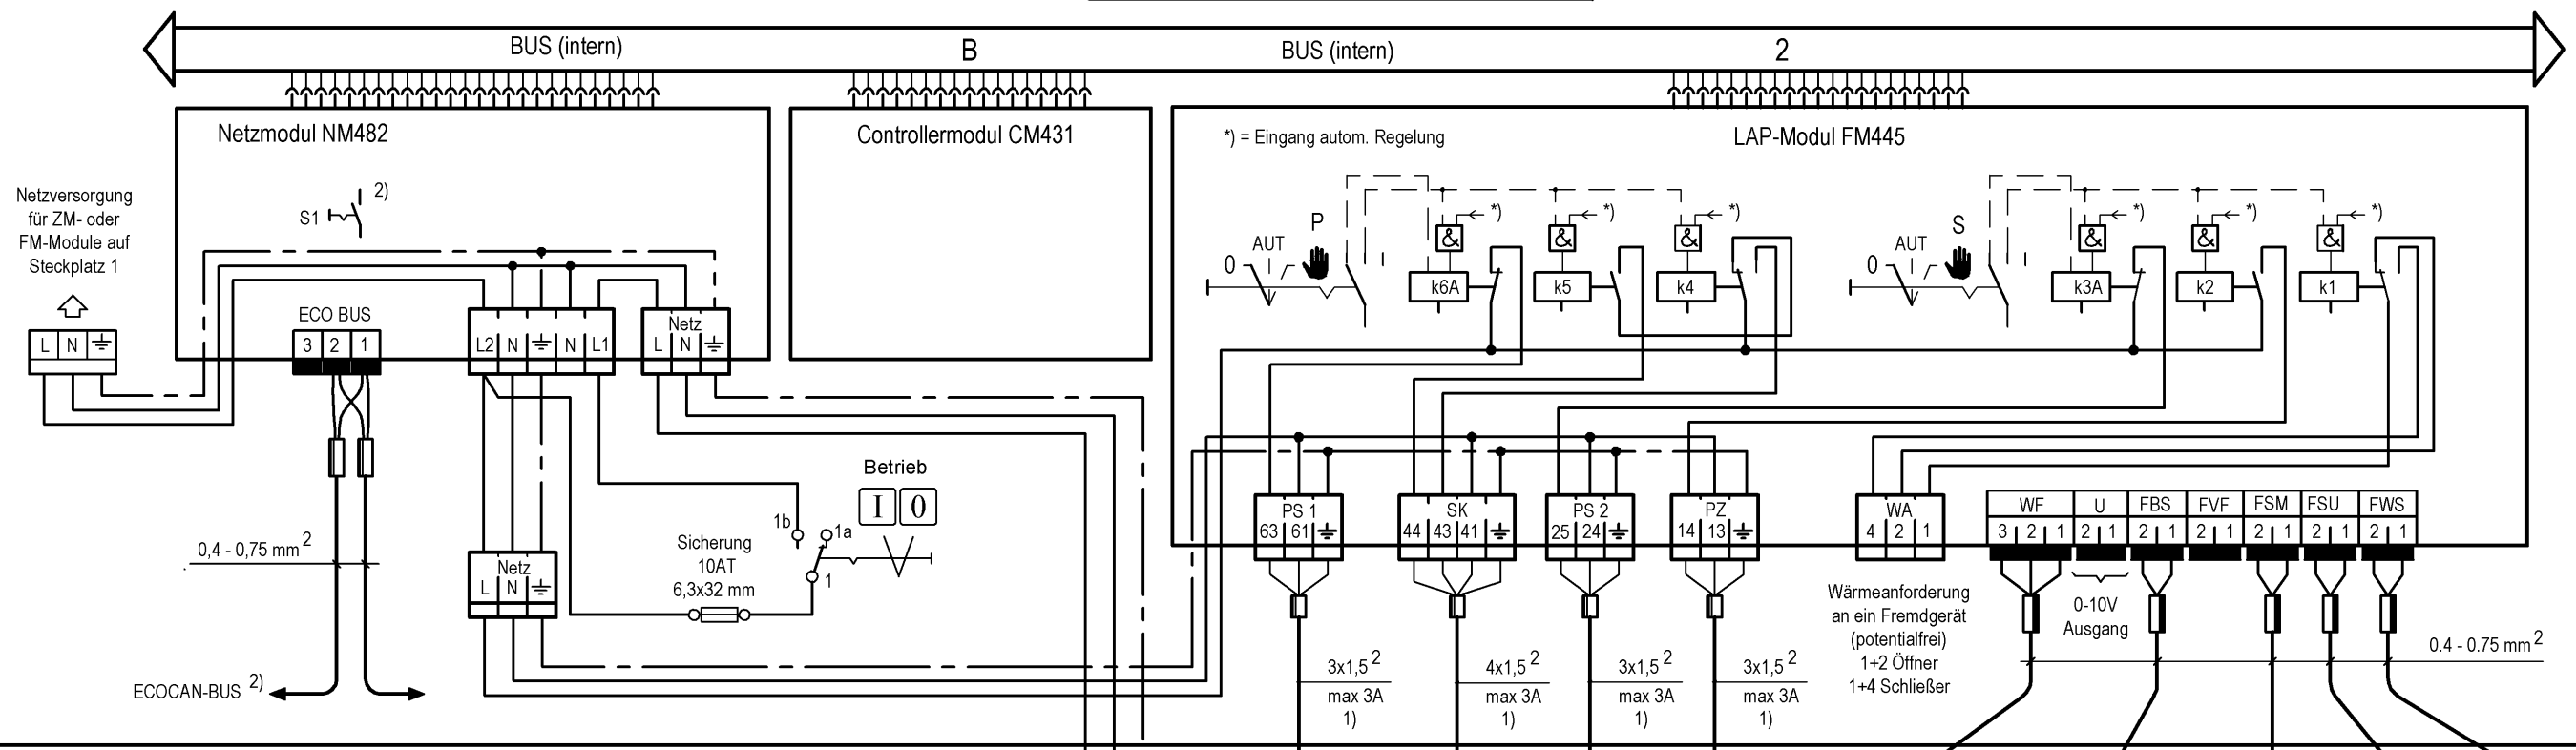 BUS (intern)
B
BUS (intern)
2
Netzmodul NM482
Controllermodul CM431
*) = Eingang autom. Regelung
LAP-Modul FM445
Netzversorgung
für ZM- oder
FM-Module auf
Steckplatz 1
S1
2)
0
AUT
P
& *)
& *)
& *)
k6A
k5
k4
0
AUT
S
& *)
& *)
& *)
k3A
k2
k1
L N
ECO BUS
3 2 1
L2 N N L1
Netz
L N
Betrieb
I 0
1b
1a
1
Sicherung
10AT
6,3x32 mm
0,4 - 0,75 mm 2
Netz
L N
ECOCAN-BUS 2)
PS 1
63 61
SK
44 43 41
PS 2
25 24
PZ
14 13
WA
4 2 1
WF U FBS FVF FSM FSU FWS
3 2 1 2 1 2 1 2 1 2 1 2 1 2 1
3x1,5 2
max 3A
1)
4x1,5 2
max 3A
1)
3x1,5 2
max 3A
1)
3x1,5 2
max 3A
1)
Wärmeanforderung
an ein Fremdgerät
(potentialfrei)
1+2 Öffner
1+4 Schließer
0-10V
Ausgang
0.4 - 0.75 mm 2